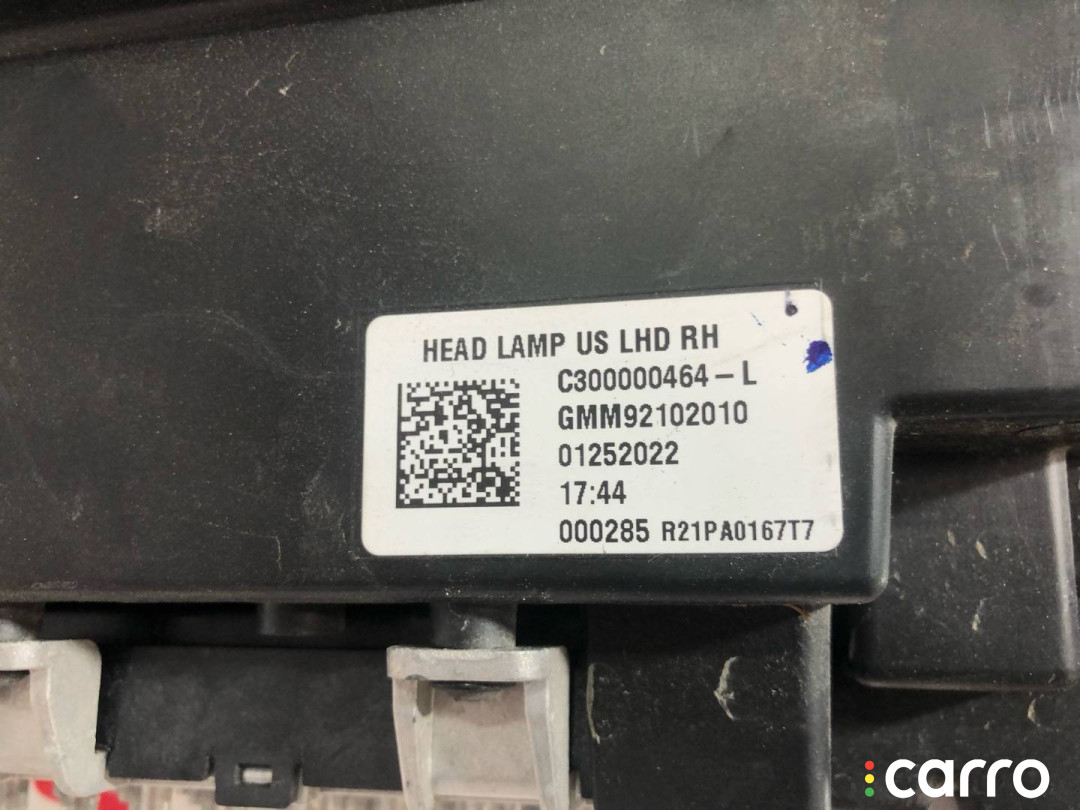 HEAD LAMP US LHD RH
C300000464-L
GMM92102010
01252022
17:44
000285 R21PA0167T7
carro